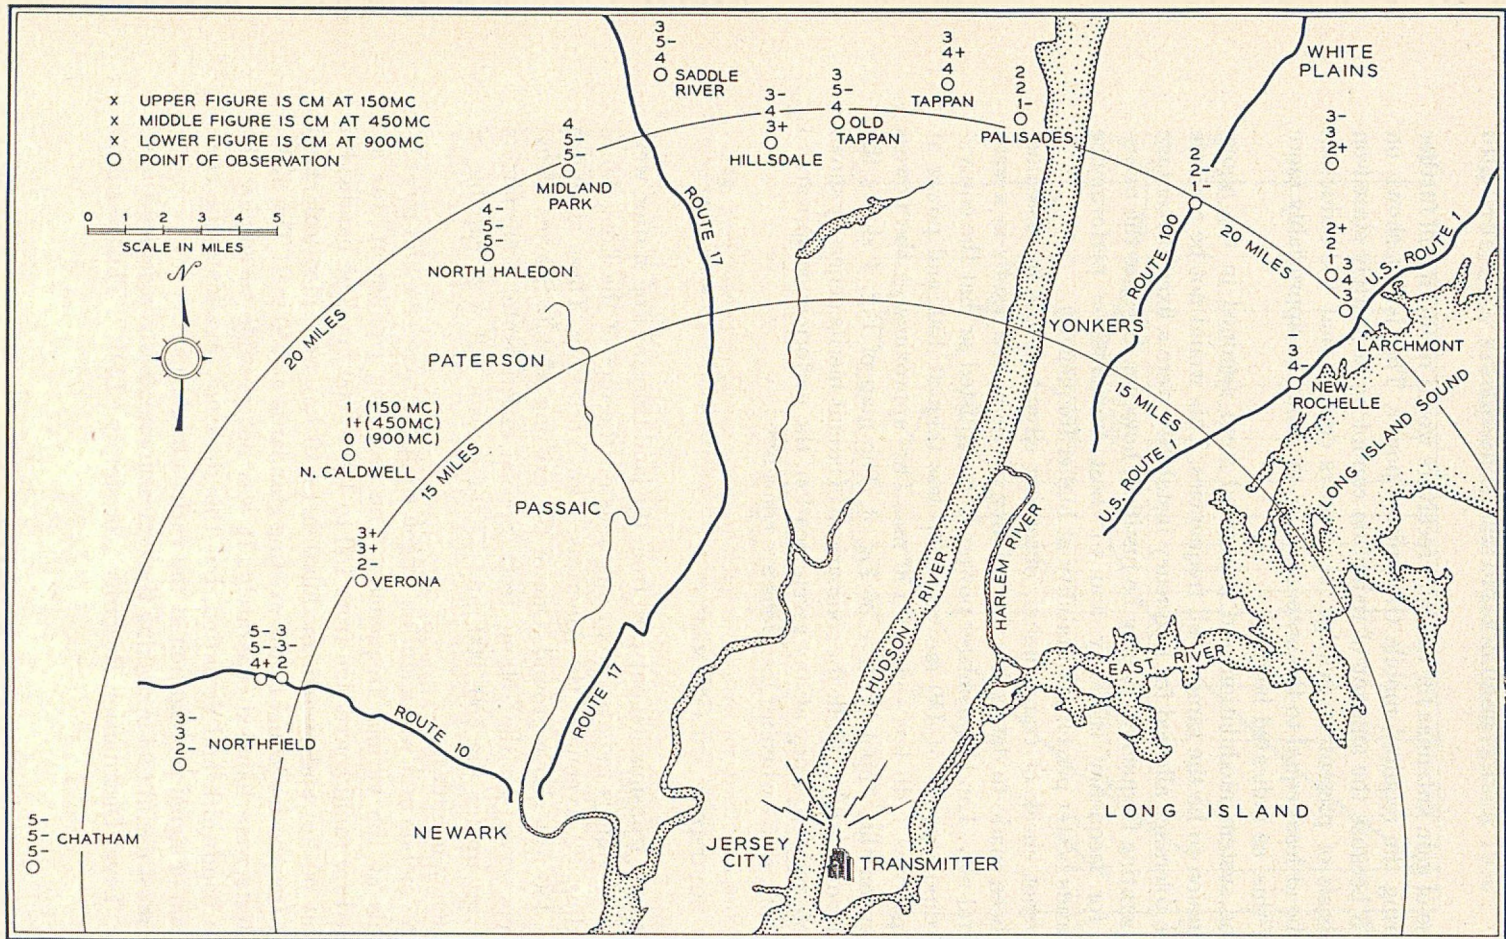 x UPPER FIGURE IS CM AT 150MC
x MIDDLE FIGURE IS CM AT 450MC
x LOWER FIGURE IS CM AT 900MC
O POINT OF OBSERVATION
0 1 2 3 4 5
SCALE IN MILES
N
3
5-
4
SADDLE
RIVER
3-
4
3+
HILLSDALE
3
5-
4
OLD
TAPPAN
3
4+
4
TAPPAN
2
2
1-
PALISADES
WHITE
PLAINS
3-
3
2+
4
5-
5-
MIDLAND
PARK
4-
5-
5-
NORTH HALEDON
ROUTE 17
2
2-
1-
ROUTE 100
20 MILES
2+
2
1
3
4
3
U.S. ROUTE 1
LARCHMONT
-
3
4-
NEW
ROCHELLE
YONKERS
15 MILES
LONG ISLAND SOUND
U.S. ROUTE 1
20 MILES
PATERSON
1 (150 MC)
1+(450MC)
0 (900MC)
N. CALDWELL
15 MILES
PASSAIC
3+
3+
2-
VERONA
HARLEM RIVER
HUDSON RIVER
EAST RIVER
5- 3
5- 3-
4+ 2
ROUTE 10
ROUTE 17
3-
3
2-
NORTHFIELD
5-
5-
5-
CHATHAM
NEWARK
JERSEY
CITY
TRANSMITTER
LONG ISLAND